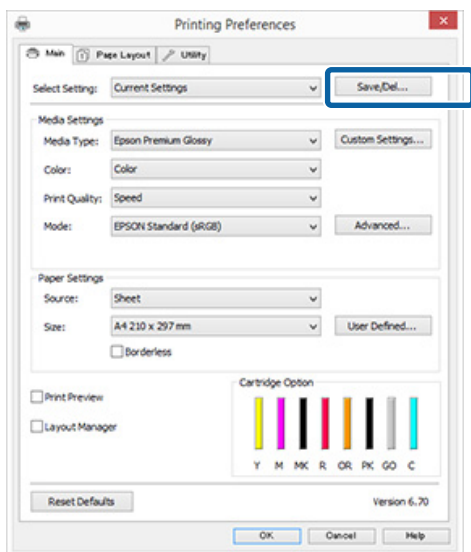 Printing Preferences
Main Page Layout Utility
Select Setting: Current Settings Save/Del...
Media Settings
Media Type: Epson Premium Glossy Custom Settings...
Color: Color
Print Quality: Speed
Mode: EPSON Standard (sRGB) Advanced...
Paper Settings
Source: Sheet
Size: A4 210 x 297 mm User Defined...
Borderless
Cartridge Option
Print Preview
Layout Manager
Y M MK R OR PK GO C
Reset Defaults Version 6.70
OK Cancel Help